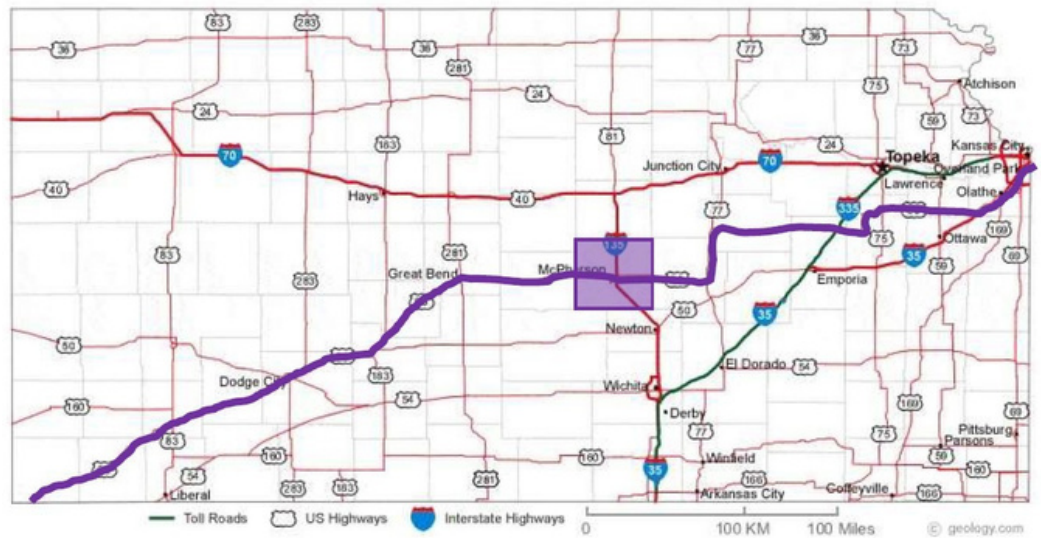 83 283 77 36
36 36 36 73
281 75
Atchison
24 24 59 73
183 81 24 Kansas City
70 Junction City 70 Topeka Overland Park
40 Hays 40 Lawrence Olathe
77 335 169
83 281 135 75 Ottawa 69
Great Bend McPherson 35
283 Emporia 59
50 50 35
Newton
Dodge City 183 El Dorado 54
160 54 Wichita 169
Derby 69
83 77 75 Pittsburg
160 160 Winfield Parsons
54 35 59 160
Liberal 283 183 281 166 Coffeyville 166
Arkansas City
Toll Roads US Highways Interstate Highways
0 100 KM 100 Miles © geology.com